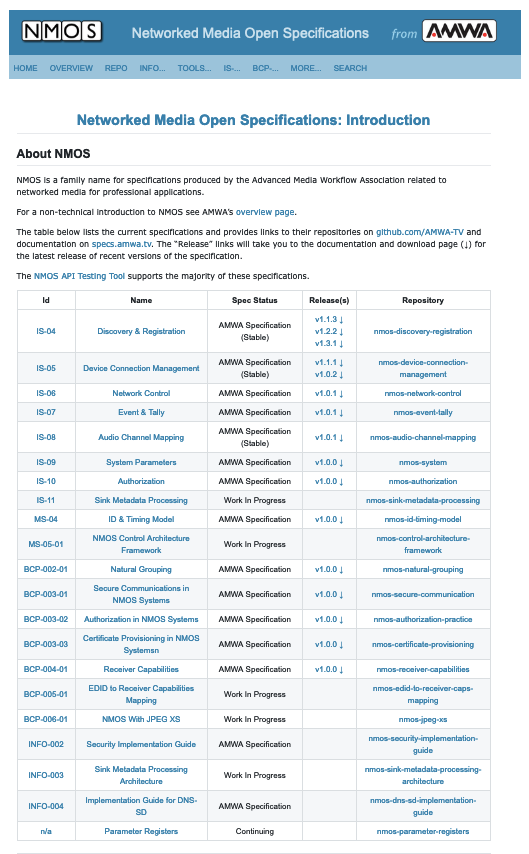 NMOS Networked Media Open Specifications from AMWA
HOME OVERVIEW REPO INFO... TOOLS... IS-... BCP-... MORE... SEARCH
Networked Media Open Specifications: Introduction
About NMOS
NMOS is a family name for specifications produced by the Advanced Media Workflow Association related to
networked media for professional applications.
For a non-technical introduction to NMOS see AMWA's overview page.
The table below lists the current specifications and provides links to their repositories on github.com/AMWA-TV and
documentation on specs.amwa.tv. The “Release” links will take you to the documentation and download page (↓) for
the latest release of recent versions of the specification.
The NMOS API Testing Tool supports the majority of these specifications.
Id Name Spec Status Release(s) Repository
IS-04 Discovery & Registration AMWA Specification (Stable) v1.1.3 ↓ v1.2.2 ↓ v1.3.1 ↓ nmos-discovery-registration
IS-05 Device Connection Management AMWA Specification (Stable) v1.1.1 ↓ v1.0.2 ↓ nmos-device-connection-management
IS-06 Network Control AMWA Specification v1.0.1 ↓ nmos-network-control
IS-07 Event & Tally AMWA Specification v1.0.1 ↓ nmos-event-tally
IS-08 Audio Channel Mapping AMWA Specification (Stable) v1.0.1 ↓ nmos-audio-channel-mapping
IS-09 System Parameters AMWA Specification v1.0.0 ↓ nmos-system
IS-10 Authorization AMWA Specification v1.0.0 ↓ nmos-authorization
IS-11 Sink Metadata Processing Work In Progress nmos-sink-metadata-processing
MS-04 ID & Timing Model AMWA Specification v1.0.0 ↓ nmos-id-timing-model
MS-05-01 NMOS Control Architecture Framework Work In Progress nmos-control-architecture-framework
BCP-002-01 Natural Grouping AMWA Specification v1.0.0 ↓ nmos-natural-grouping
BCP-003-01 Secure Communications in NMOS Systems AMWA Specification v1.0.0 ↓ nmos-secure-communication
BCP-003-02 Authorization in NMOS Systems AMWA Specification v1.0.0 ↓ nmos-authorization-practice
BCP-003-03 Certificate Provisioning in NMOS Systemsn AMWA Specification v1.0.0 ↓ nmos-certificate-provisioning
BCP-004-01 Receiver Capabilities AMWA Specification v1.0.0 ↓ nmos-receiver-capabilities
BCP-005-01 EDID to Receiver Capabilities Mapping Work In Progress nmos-edid-to-receiver-caps-mapping
BCP-006-01 NMOS With JPEG XS Work In Progress nmos-jpeg-xs
INFO-002 Security Implementation Guide AMWA Specification nmos-security-implementation-guide
INFO-003 Sink Metadata Processing Architecture Work In Progress nmos-sink-metadata-processing-architecture
INFO-004 Implementation Guide for DNS-SD AMWA Specification nmos-dns-sd-implementation-guide
n/a Parameter Registers Continuing nmos-parameter-registers